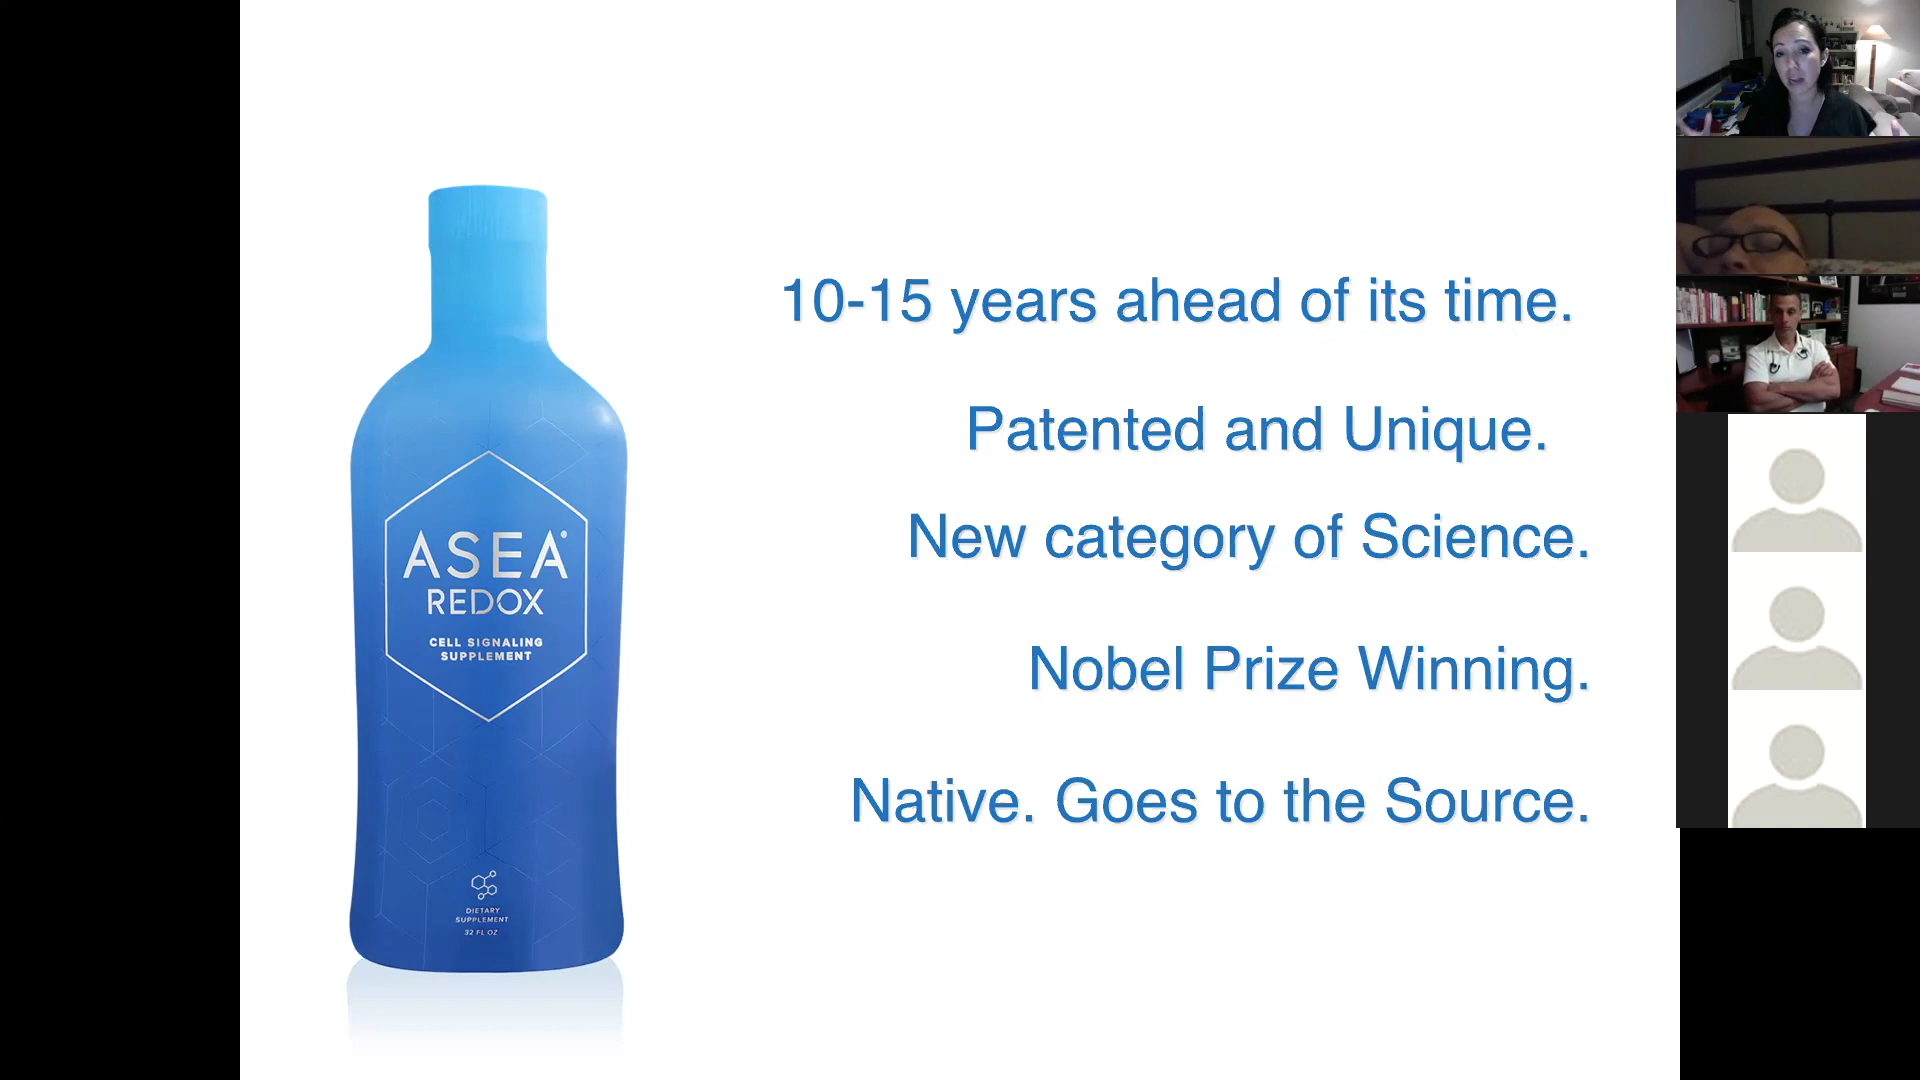 ASEA®
REDOX
CELL SIGNALING
SUPPLEMENT
DIETARY
SUPPLEMENT
32 FL OZ
10-15 years ahead of its time.
Patented and Unique.
New category of Science.
Nobel Prize Winning.
Native. Goes to the Source.